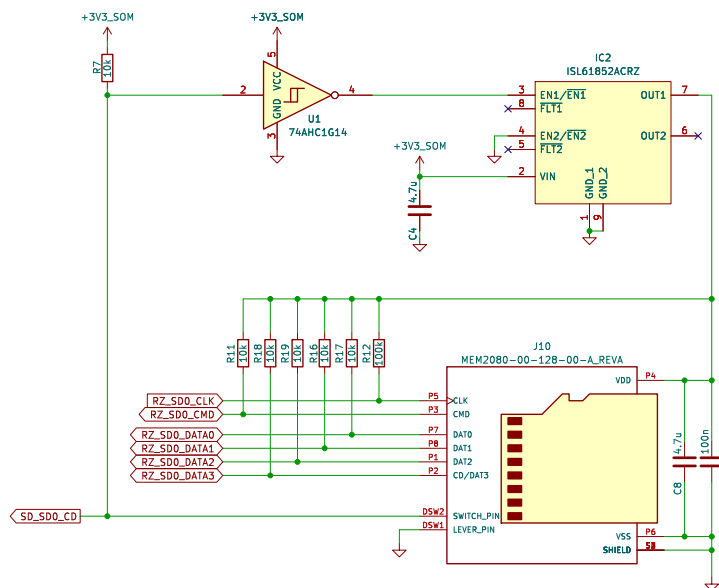 +3V3_SOM
+3V3_SOM
R7
10k
5
VCC
2
4
GND
3
U1
74AHC1G14
IC2
ISL61852ACRZ
3
EN1/EN1
OUT1
7
8
FLT1
4
EN2/EN2
OUT2
6
5
FLT2
2
VIN
GND_1
GND_2
1
9
+3V3_SOM
4.7u
C4
R11
10k
R18
10k
R19
10k
R16
10k
R17
10k
R12
100k
J10
MEM2080-00-128-00-A_REVA
VDD
P4
RZ_SD0_CLK
P5
CLK
RZ_SD0_CMD
P3
CMD
RZ_SD0_DATA0
P7
DAT0
RZ_SD0_DATA1
P8
DAT1
RZ_SD0_DATA2
P1
DAT2
RZ_SD0_DATA3
P2
CD/DAT3
4.7u
C8
100n
SD_SD0_CD
DSW2
SWITCH_PIN
DSW1
LEVER_PIN
VSS
P6
SHIELD